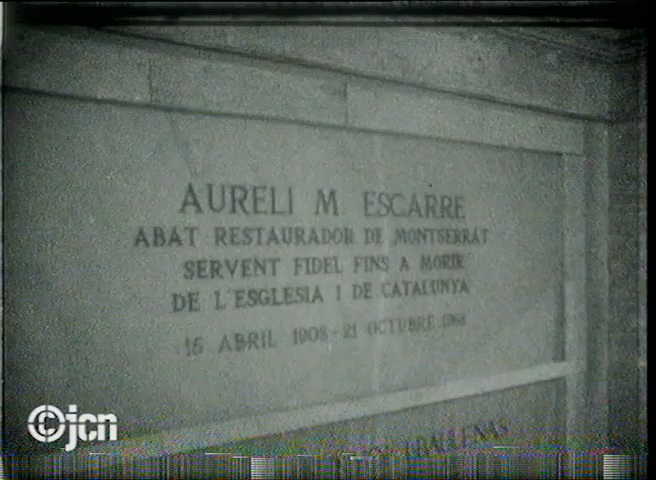 AURELI M ESCARRE
ABAT RESTAURADOR DE MONTSERRAT
SERVENT FIDEL FINS A MORIR
DE L'ESGLESIA I DE CATALUNYA
15 ABRIL 1908 - 21 OCTUBRE 1968
©jcn